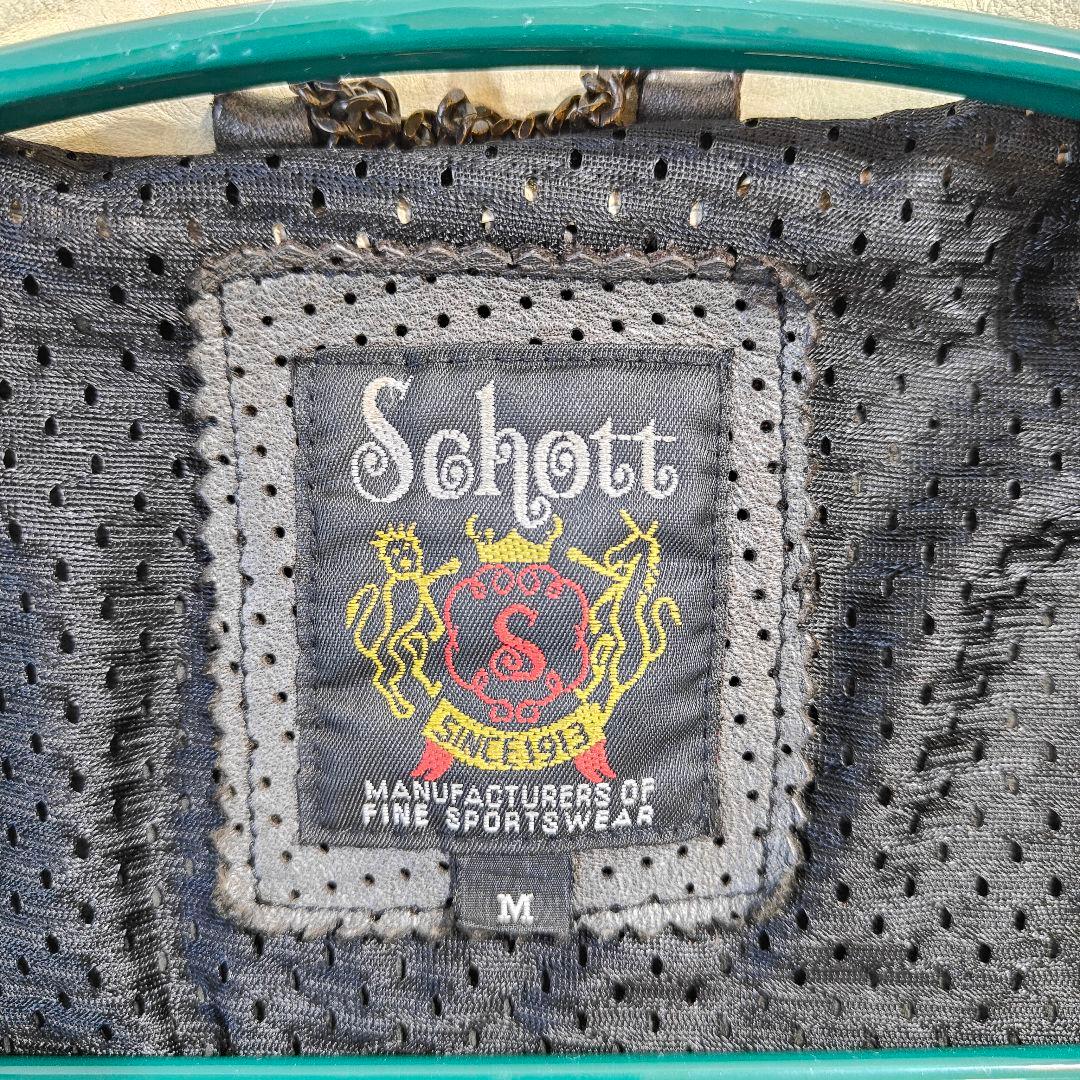 Schott
S
SINCE 1913
MANUFACTURERS OF
FINE SPORTSWEAR
M